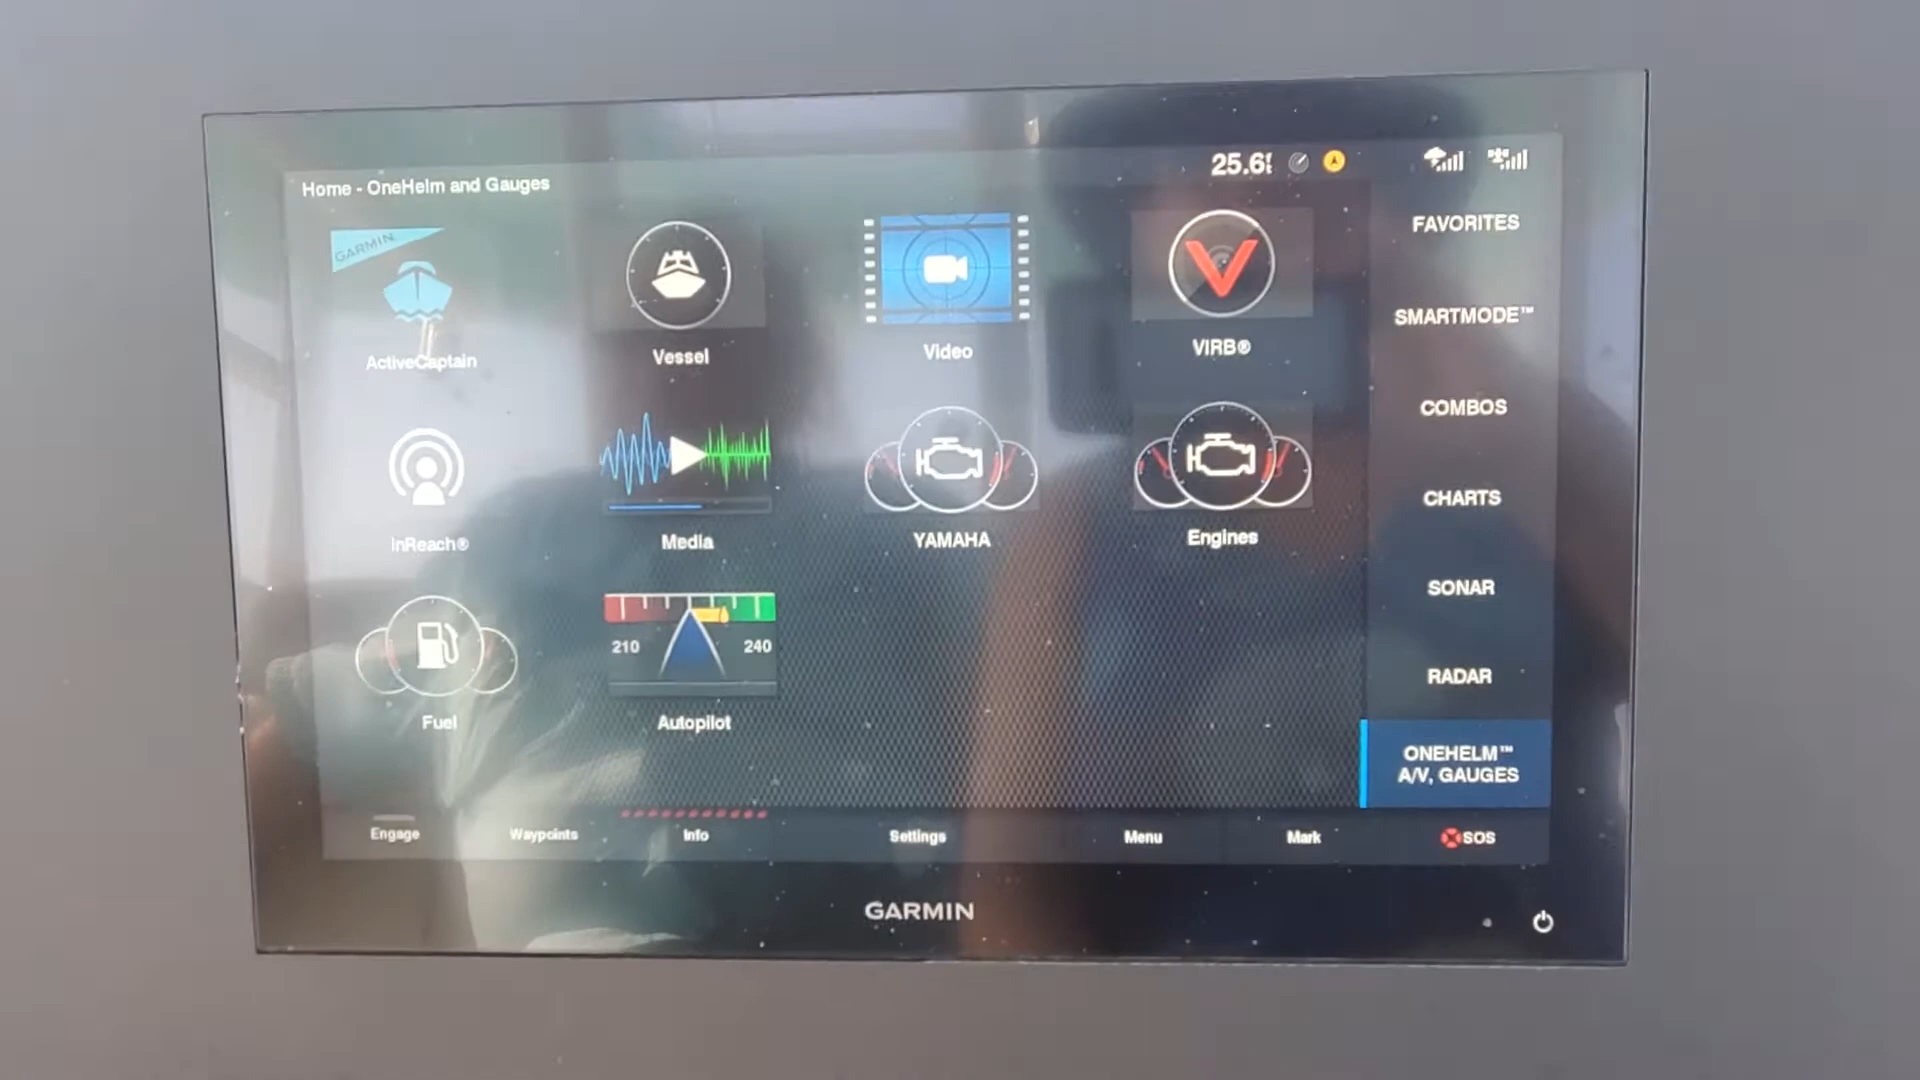 Home - OneHelm and Gauges
25.6ft
GARMIN
ActiveCaptain
Vessel
Video
VIRB®
InReach®
Media
YAMAHA
Engines
210
240
Fuel
Autopilot
FAVORITES
SMARTMODE™
COMBOS
CHARTS
SONAR
RADAR
ONEHELM™
A/V, GAUGES
Engage
Waypoints
Info
Settings
Menu
Mark
SOS
GARMIN